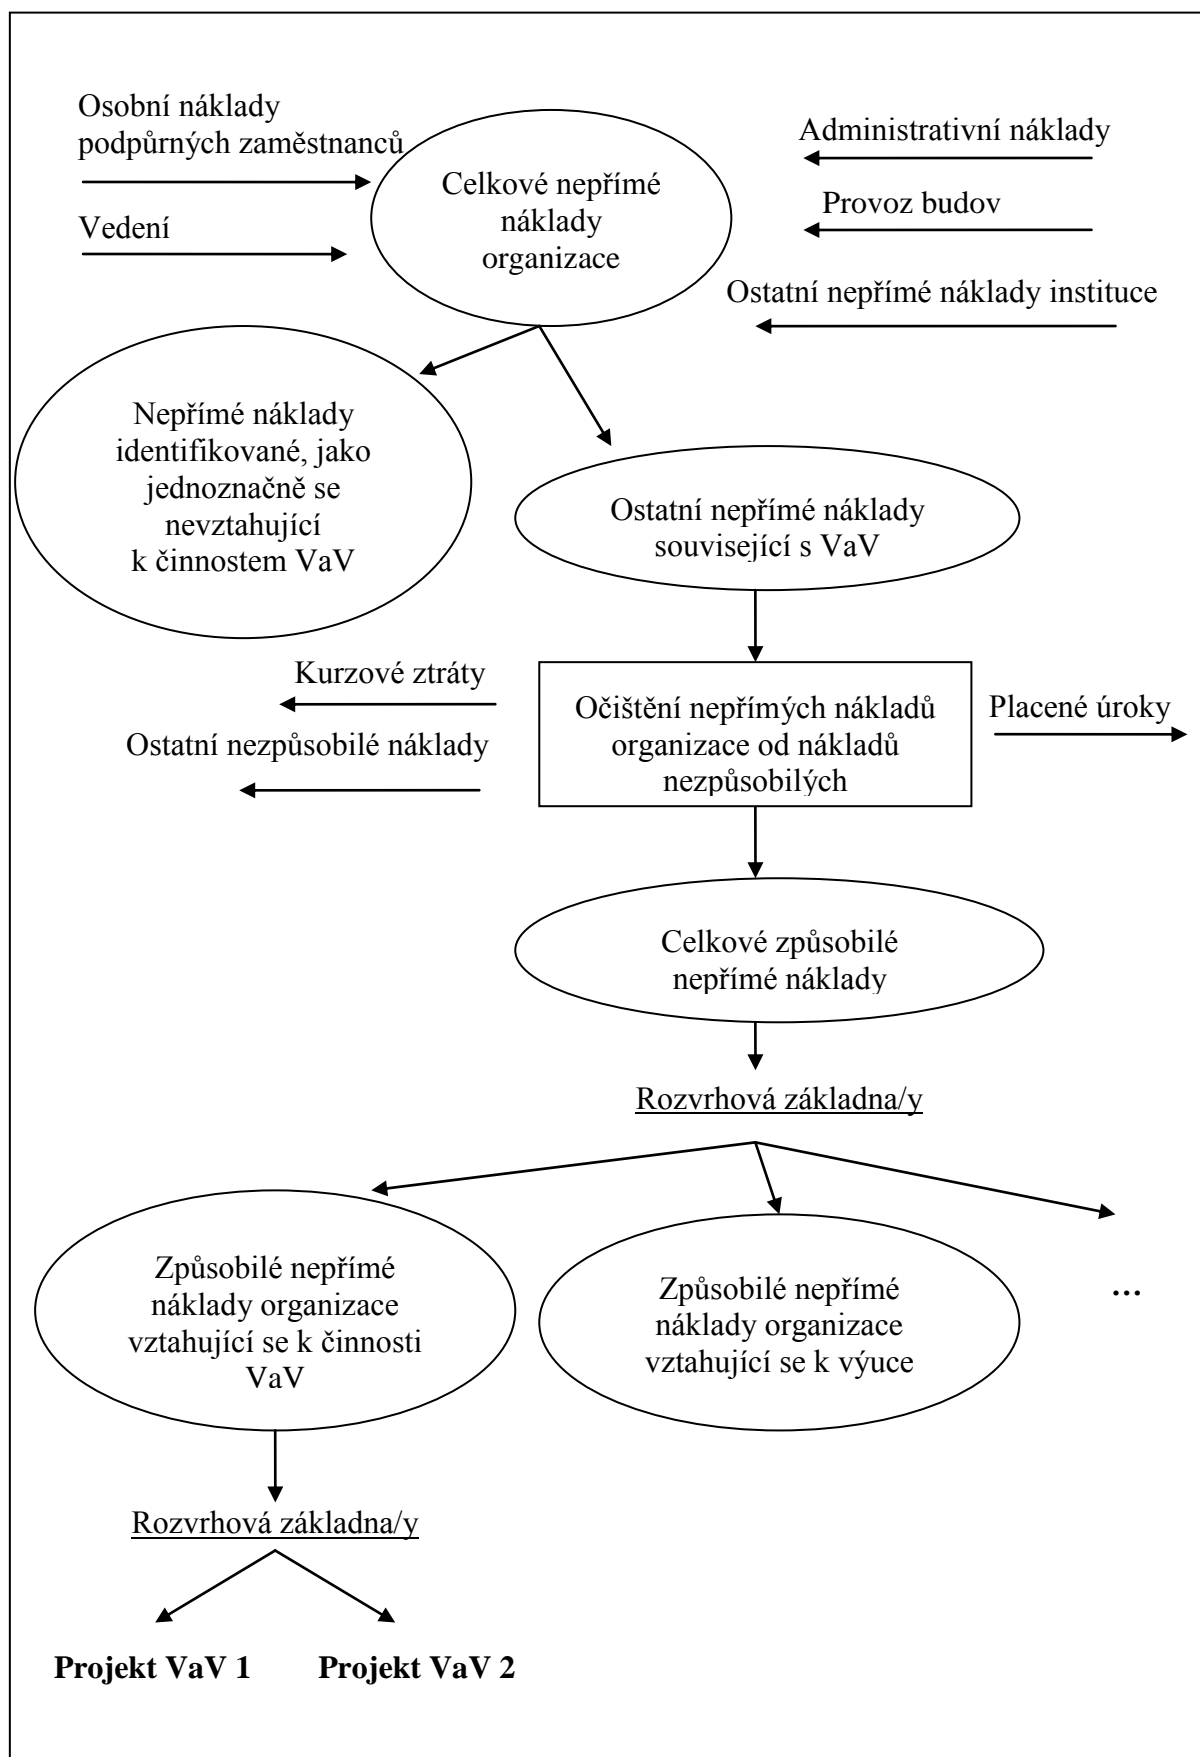 Osobní náklady
podpůrných zaměstnanců
Vedení
Celkové nepřímé
náklady
organizace
Administrativní náklady
Provoz budov
Ostatní nepřímé náklady instituce
Nepřímé náklady
identifikované, jako
jednoznačně se
nevztahující
k činnostem VaV
Ostatní nepřímé náklady
související s VaV
Kurzové ztráty
Ostatní nezpůsobilé náklady
Očištění nepřímých nákladů
organizace od nákladů
nezpůsobilých
Placené úroky
Celkové způsobilé
nepřímé náklady
Rozvrhová základna/y
Způsobilé nepřímé
náklady organizace
vztahující se k činnosti
VaV
Způsobilé nepřímé
náklady organizace
vztahující se k výuce
...
Rozvrhová základna/y
Projekt VaV 1
Projekt VaV 2